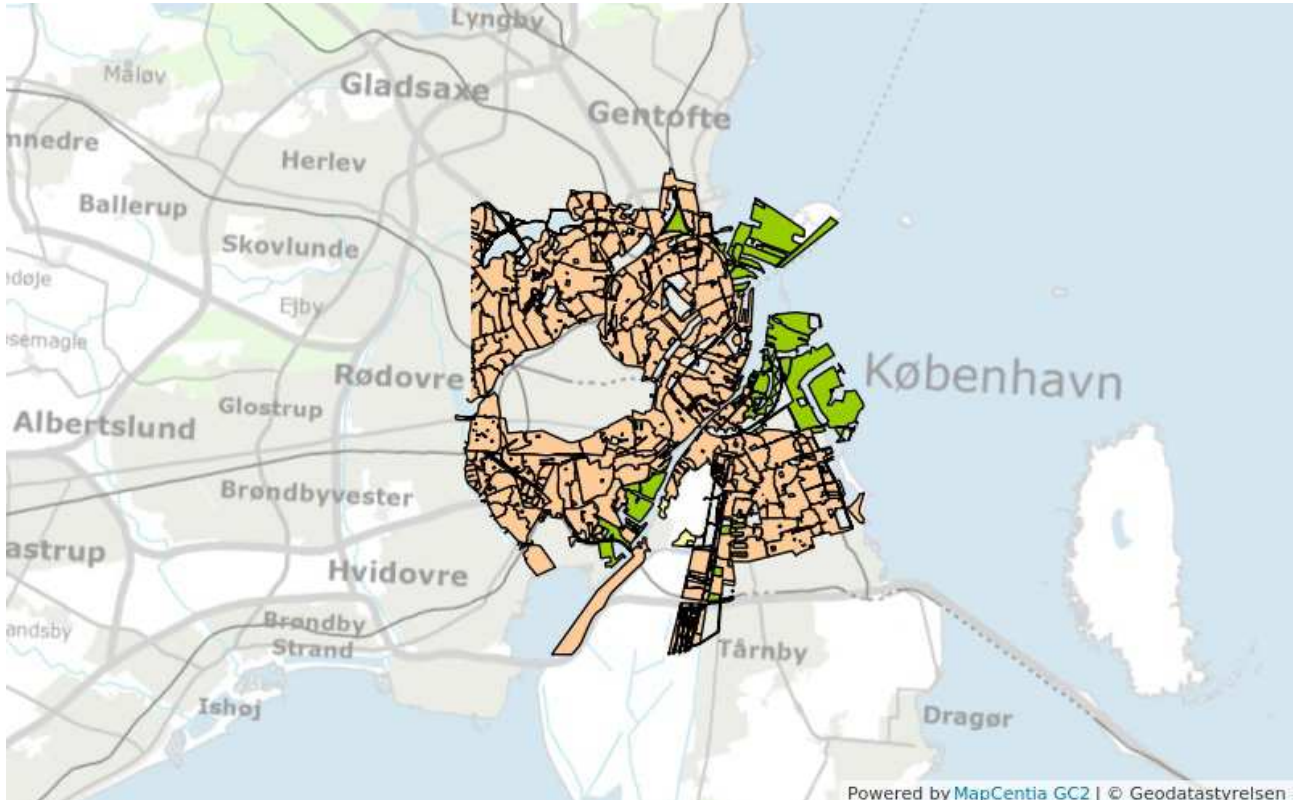 Lyngby
Måløv
Gladsaxe
Gentofte
mnedre
Herlev
Ballerup
Skovlunde
Ejby
Rødovre
København
Glostrup
Albertslund
Brøndbyvester
astrup
Hvidovre
Brøndby
Strand
Tårnby
Ishøj
Dragør
Powered by MapCentia GC2 | © Geodatastyrelsen